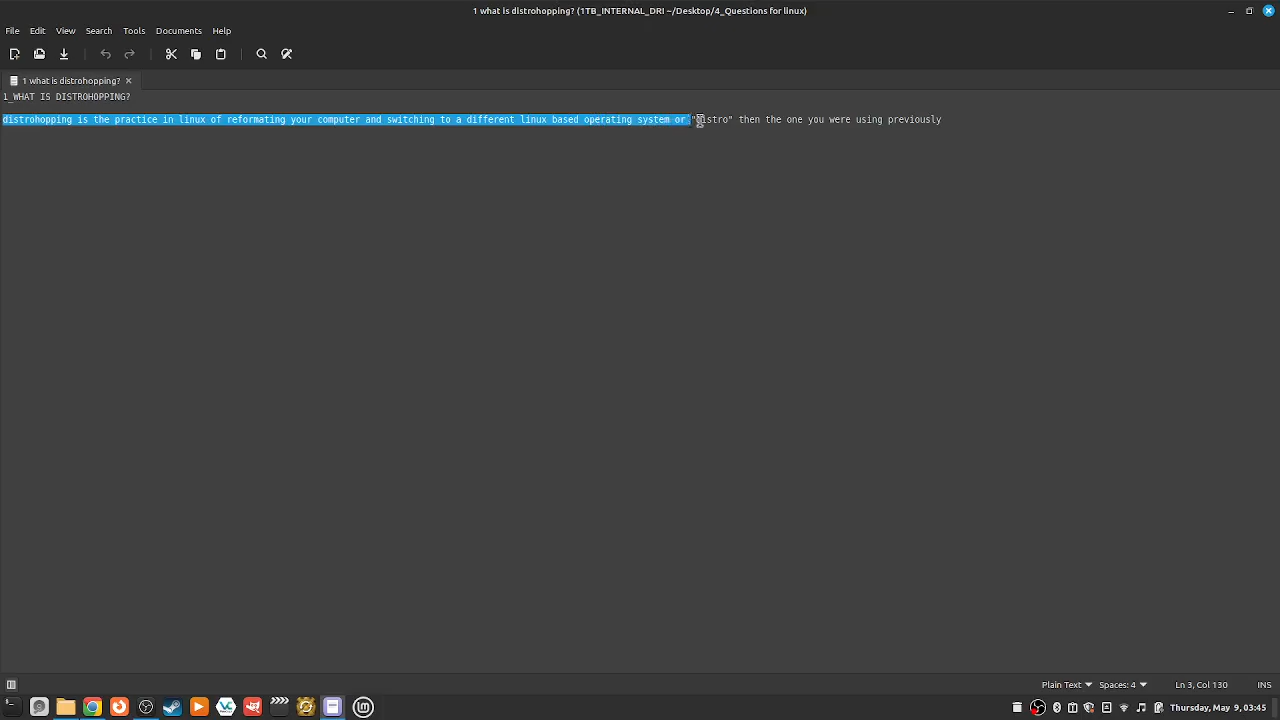 1 what is distrohopping? (1TB_INTERNAL_DRI ~/Desktop/4_Questions for linux)
File Edit View Search Tools Documents Help
1 what is distrohopping?
1_WHAT IS DISTROHOPPING?
distrohopping is the practice in linux of reformating your computer and switching to a different linux based operating system or "distro" then the one you were using previously
Plain Text Spaces: 4 Ln 3, Col 130 INS
Thursday, May 9, 03:45